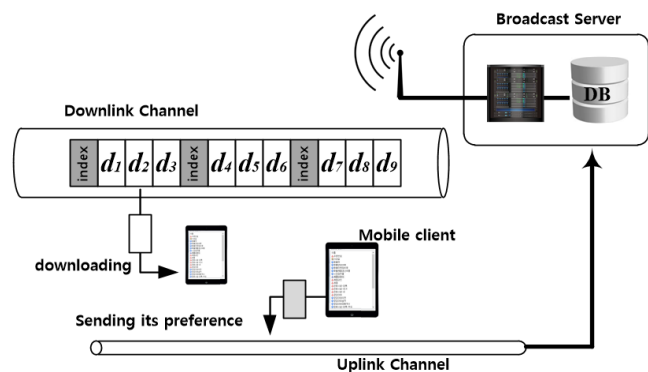 Broadcast Server
DB
Downlink Channel
index d1 d2 d3 index d4 d5 d6 index d7 d8 d9
downloading
Mobile client
Sending its preference
Uplink Channel